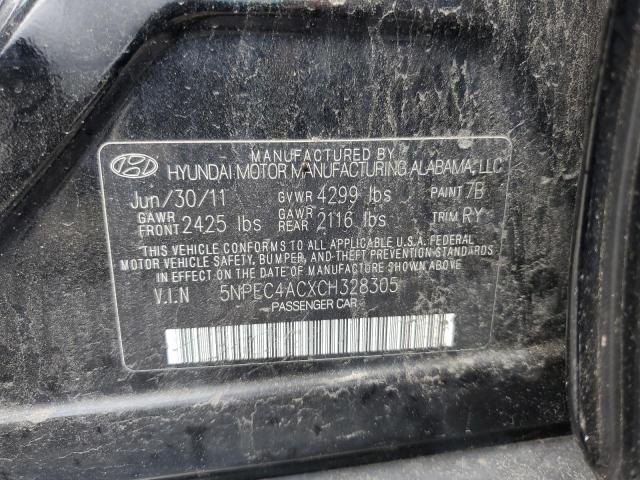 MANUFACTURED BY
HYUNDAI MOTOR MANUFACTURING ALABAMA, LLC
Jun/30/11 GVWR 4299 lbs PAINT 7B
GAWR FRONT 2425 lbs GAWR REAR 2116 lbs TRIM RY
THIS VEHICLE CONFORMS TO ALL APPLICABLE U.S.A. FEDERAL
MOTOR VEHICLE SAFETY, BUMPER, AND THEFT PREVENTION STANDARDS
IN EFFECT ON THE DATE OF MANUFACTURE SHOWN ABOVE.
V.I.N 5NPEC4ACXCH328305
PASSENGER CAR